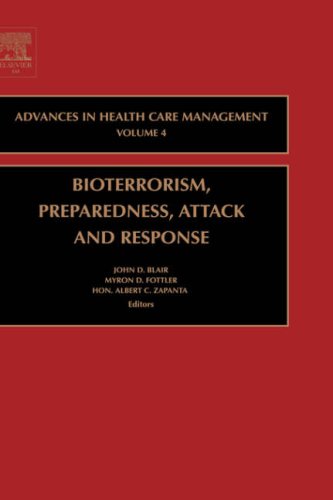 ELSEVIER
JAI
ADVANCES IN HEALTH CARE MANAGEMENT
VOLUME 4
BIOTERRORISM,
PREPAREDNESS, ATTACK
AND RESPONSE
JOHN D. BLAIR
MYRON D. FOTTLER
HON. ALBERT C. ZAPANTA
Editors